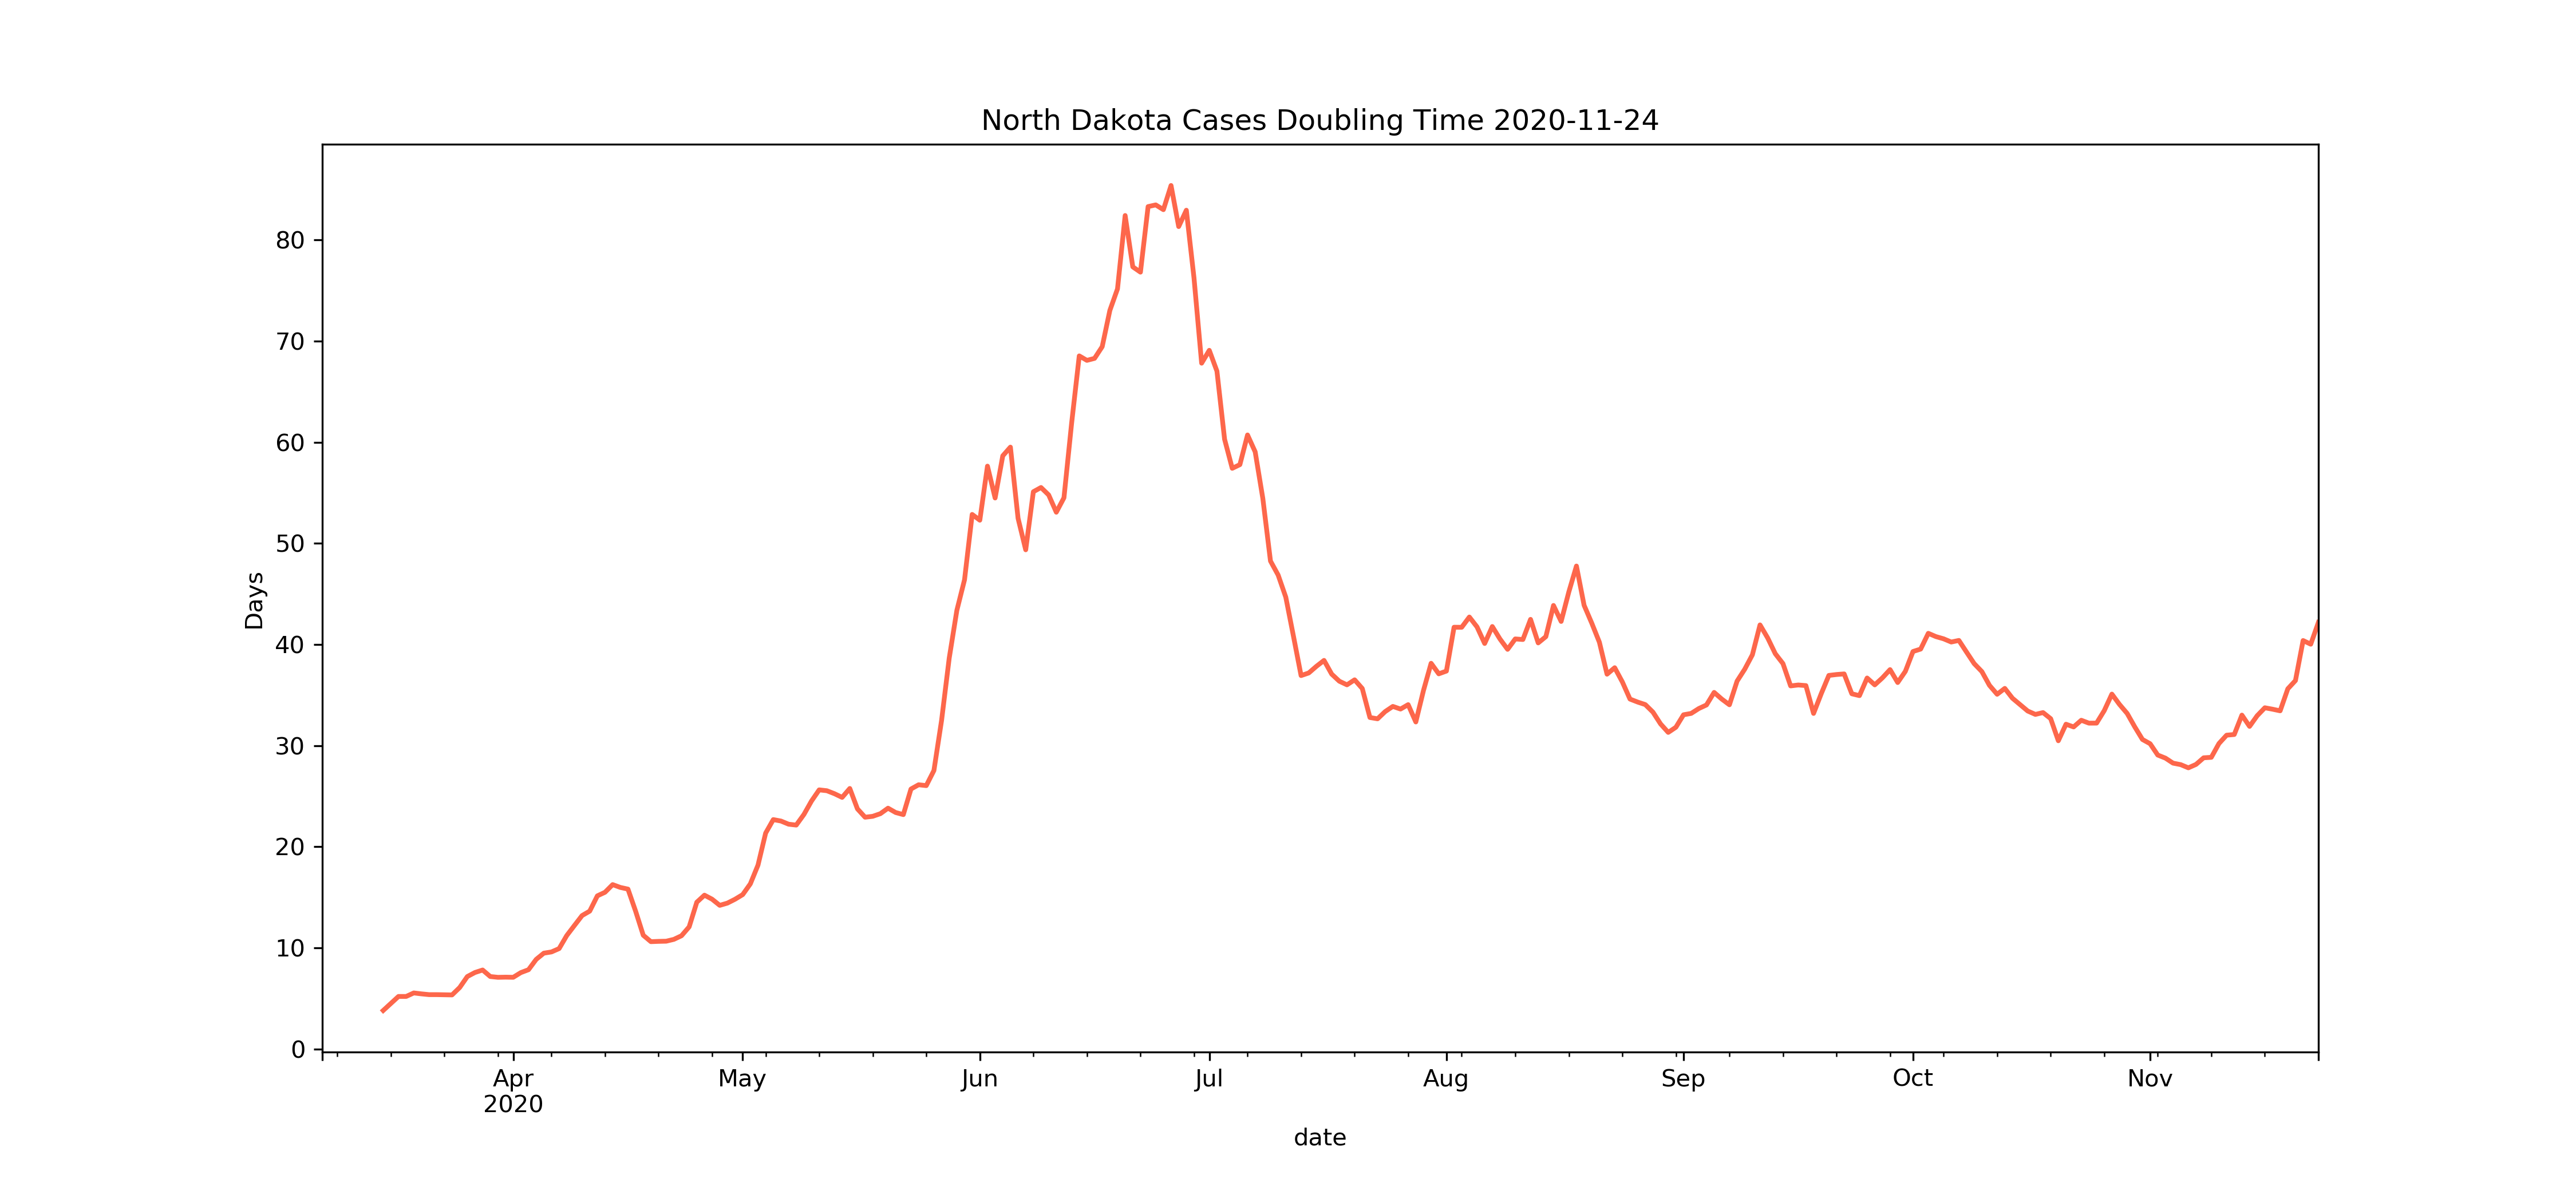 North Dakota Cases Doubling Time 2020-11-24
80
70
60
50
40
30
20
10
0
Days
Apr May Jun Jul Aug Sep Oct Nov
2020
date